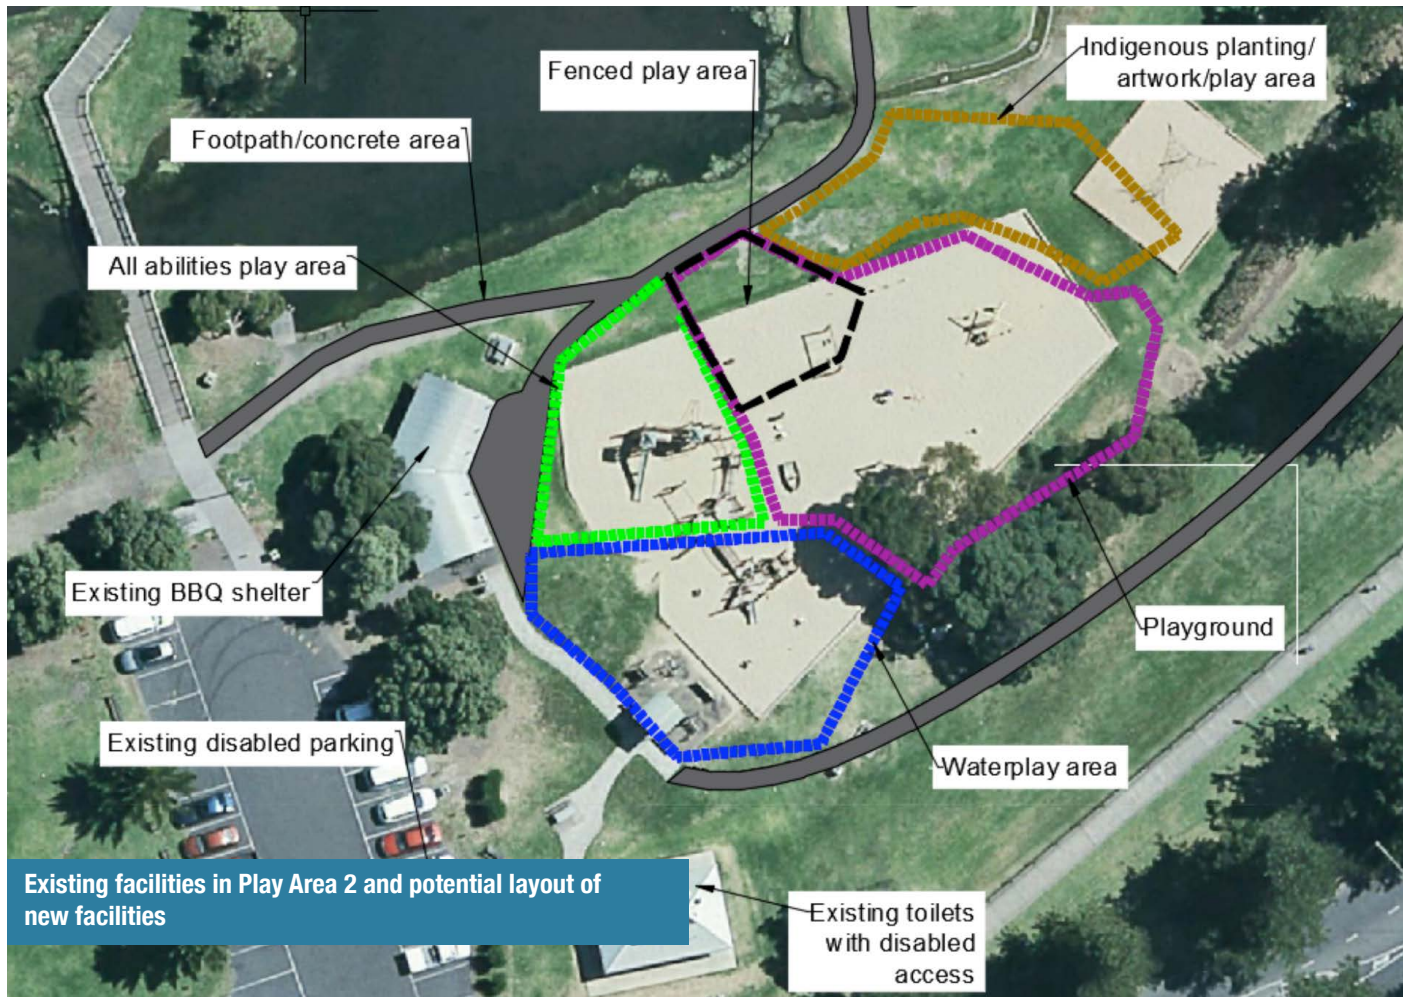 Indigenous planting/
artwork/play area
Fenced play area
Footpath/concrete area
All abilities play area
Existing BBQ shelter
Playground
Existing disabled parking
Waterplay area
Existing facilities in Play Area 2 and potential layout of
new facilities
Existing toilets
with disabled
access